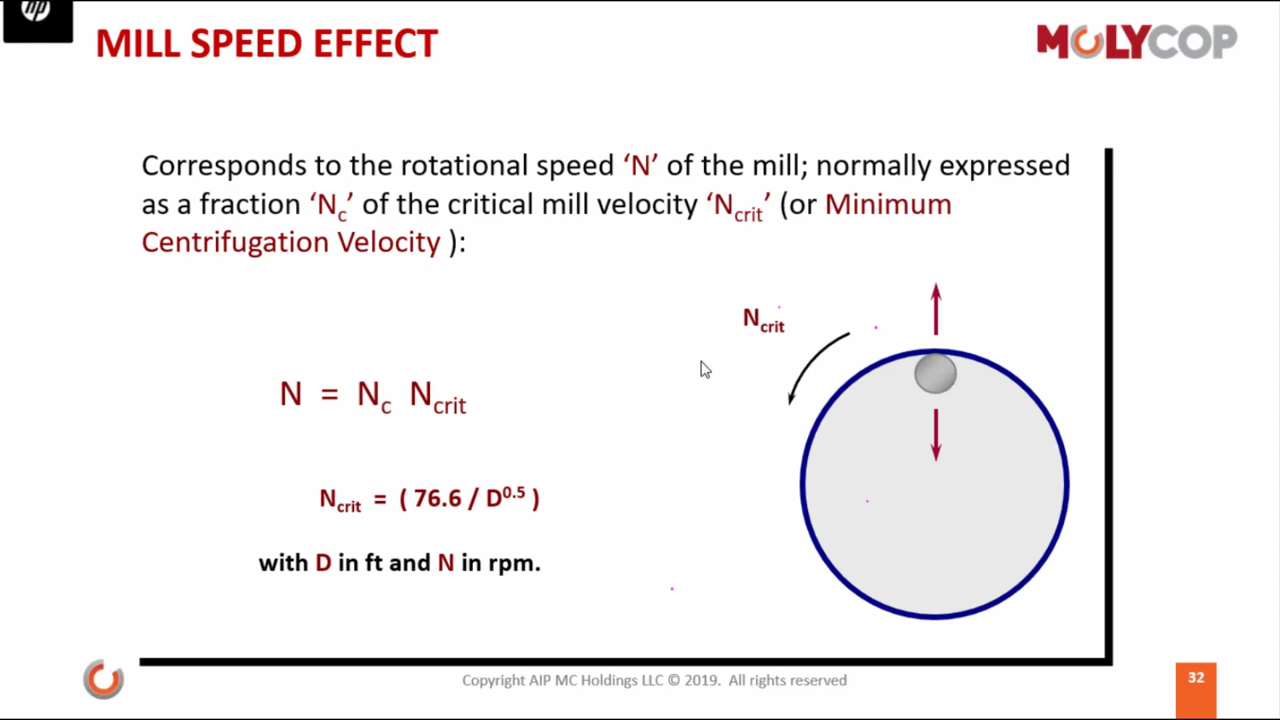 hp
MILL SPEED EFFECT
MOLYCOP
Corresponds to the rotational speed ‘N’ of the mill; normally expressed
as a fraction ‘Nc’ of the critical mill velocity ‘Ncrit’ (or Minimum
Centrifugation Velocity ):
Ncrit
N = Nc Ncrit
Ncrit = ( 76.6 / D^0.5 )
with D in ft and N in rpm.
Copyright AIP MC Holdings LLC © 2019. All rights reserved
32